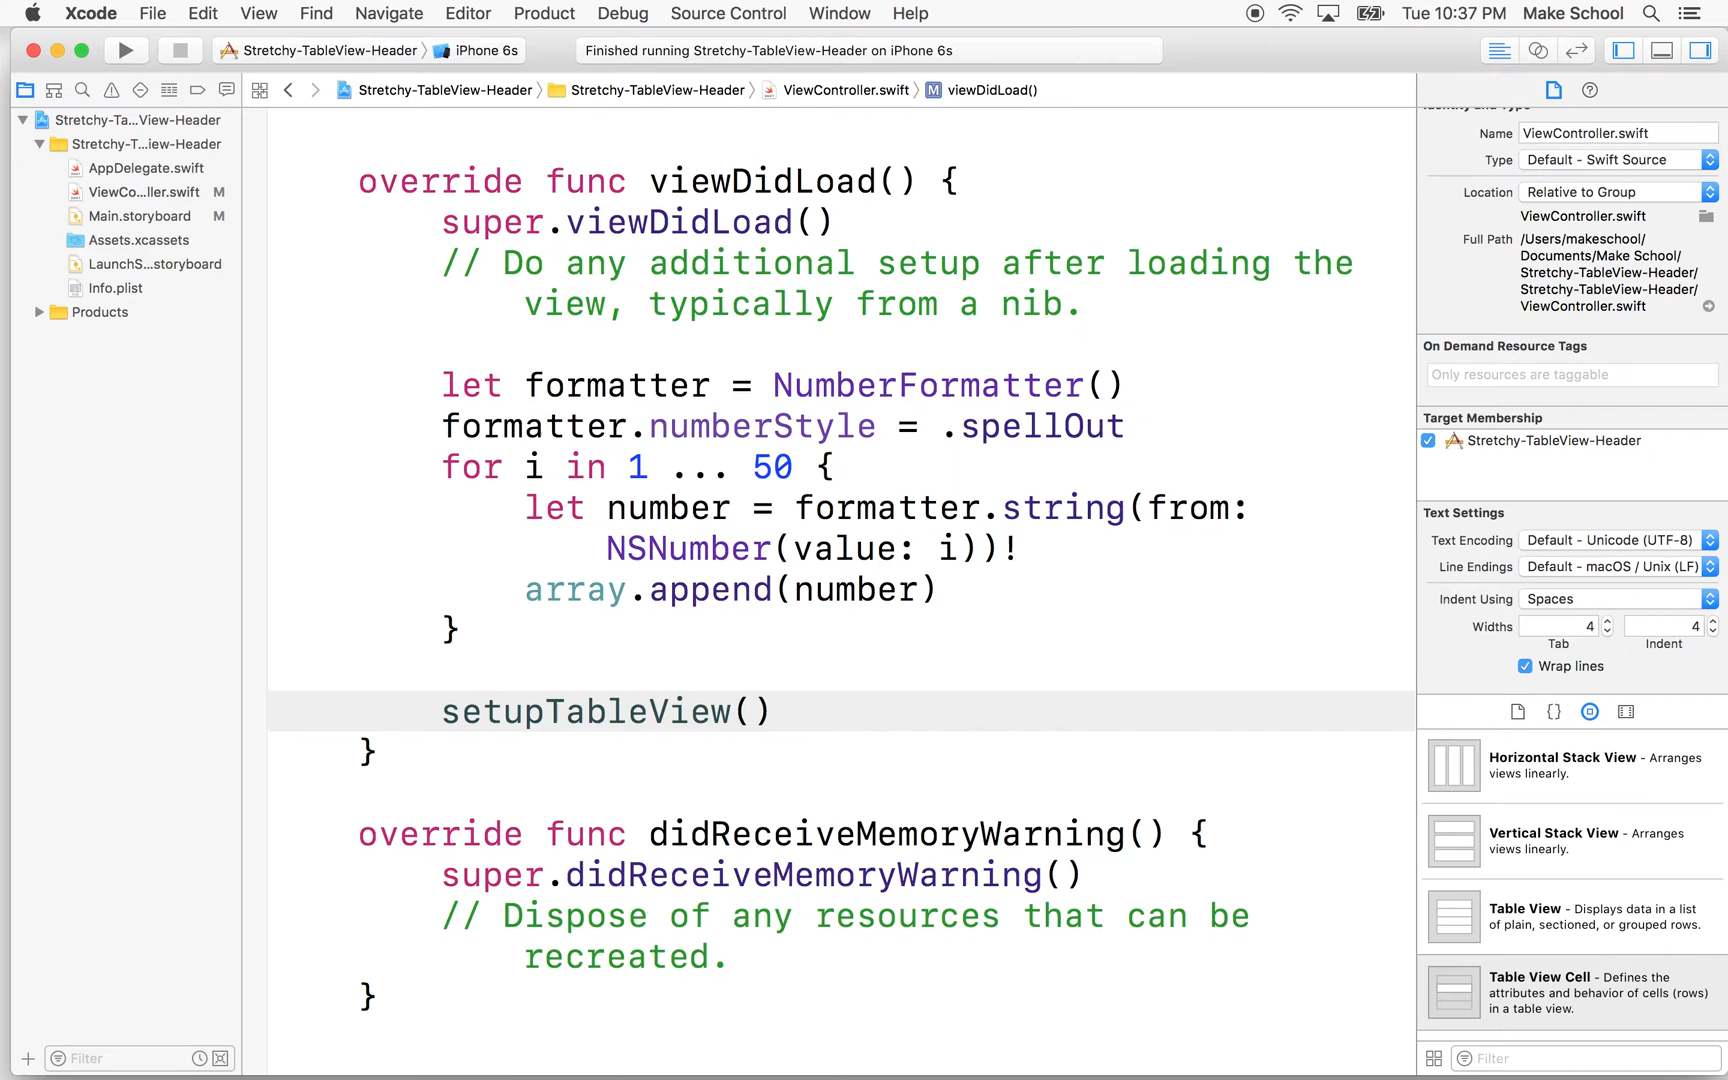 Xcode File Edit View Find Navigate Editor Product Debug Source Control Window Help Tue 10:37 PM Make School
Stretchy-TableView-Header iPhone 6s Finished running Stretchy-TableView-Header on iPhone 6s
Stretchy-TableView-Header Stretchy-TableView-Header ViewController.swift M viewDidLoad()
Stretchy-Ta...View-Header
Stretchy-T...iew-Header
AppDelegate.swift
ViewCo...ller.swift M
Main.storyboard M
Assets.xcassets
LaunchS...storyboard
Info.plist
Products
Filter
override func viewDidLoad() {
super.viewDidLoad()
// Do any additional setup after loading the
view, typically from a nib.
let formatter = NumberFormatter()
formatter.numberStyle = .spellOut
for i in 1 ... 50 {
let number = formatter.string(from:
NSNumber(value: i))!
array.append(number)
}
setupTableView()
}
override func didReceiveMemoryWarning() {
super.didReceiveMemoryWarning()
// Dispose of any resources that can be
recreated.
}
Identity and Type
Name ViewController.swift
Type Default - Swift Source
Location Relative to Group
ViewController.swift
Full Path /Users/makeschool/
Documents/Make School/
Stretchy-TableView-Header/
Stretchy-TableView-Header/
ViewController.swift
On Demand Resource Tags
Only resources are taggable
Target Membership
Stretchy-TableView-Header
Text Settings
Text Encoding Default - Unicode (UTF-8)
Line Endings Default - macOS / Unix (LF)
Indent Using Spaces
Widths 4 4
Tab Indent
Wrap lines
{}
Horizontal Stack View - Arranges
views linearly.
Vertical Stack View - Arranges
views linearly.
Table View - Displays data in a list
of plain, sectioned, or grouped rows.
Table View Cell - Defines the
attributes and behavior of cells (rows)
in a table view.
Filter